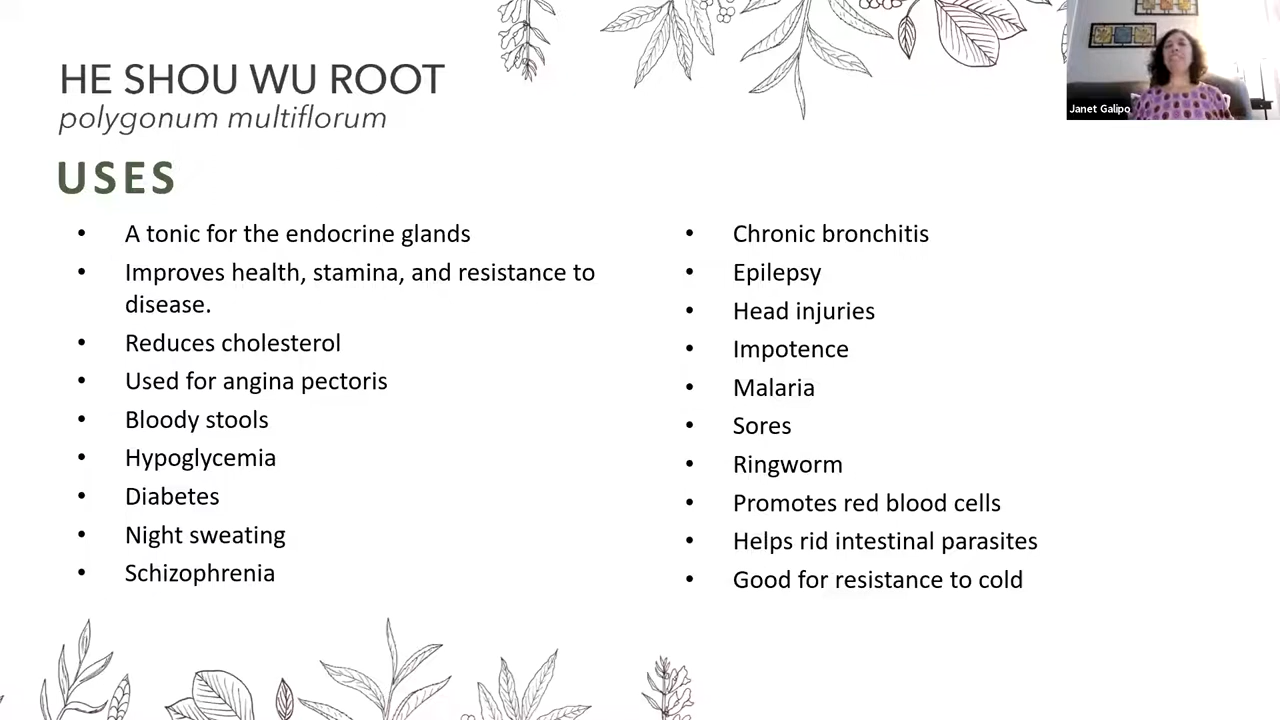 HE SHOU WU ROOT
polygonum multiflorum
USES
• A tonic for the endocrine glands
• Improves health, stamina, and resistance to
disease.
• Reduces cholesterol
• Used for angina pectoris
• Bloody stools
• Hypoglycemia
• Diabetes
• Night sweating
• Schizophrenia
• Chronic bronchitis
• Epilepsy
• Head injuries
• Impotence
• Malaria
• Sores
• Ringworm
• Promotes red blood cells
• Helps rid intestinal parasites
• Good for resistance to cold
Janet Galipo